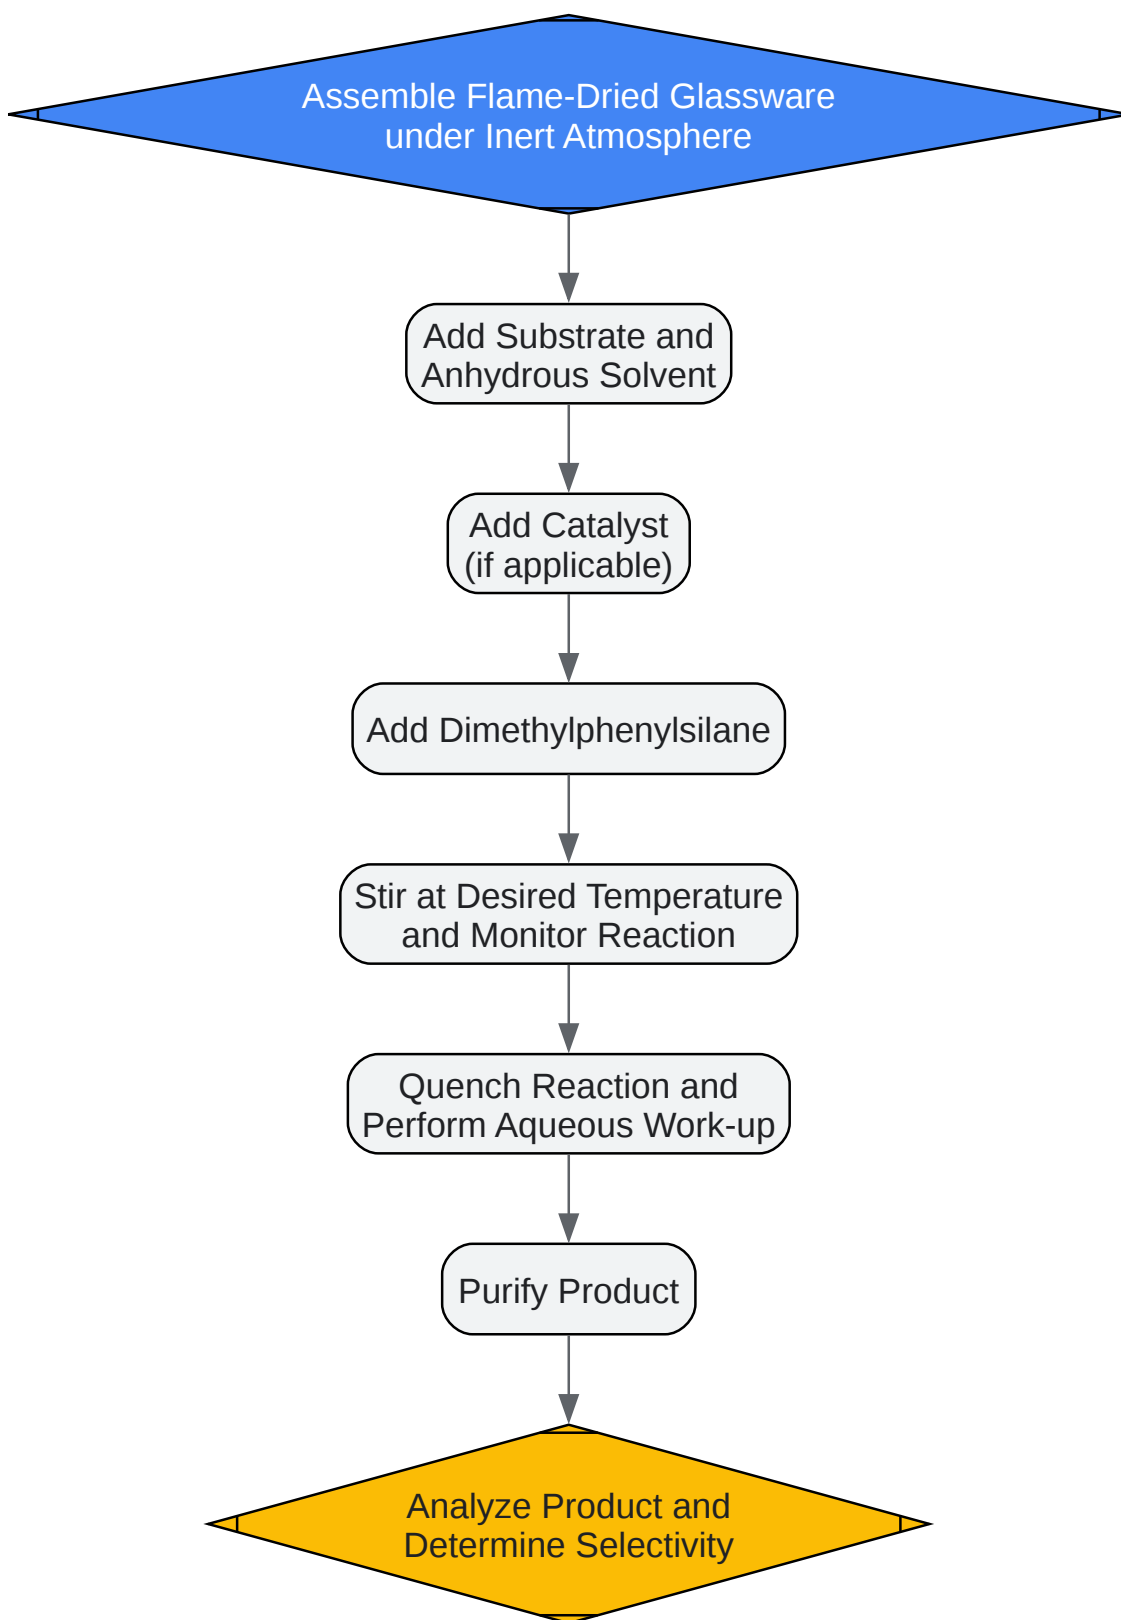 Assemble Flame-Dried Glassware
under Inert Atmosphere
Add Substrate and
Anhydrous Solvent
Add Catalyst
(if applicable)
Add Dimethylphenylsilane
Stir at Desired Temperature
and Monitor Reaction
Quench Reaction and
Perform Aqueous Work-up
Purify Product
Analyze Product and
Determine Selectivity